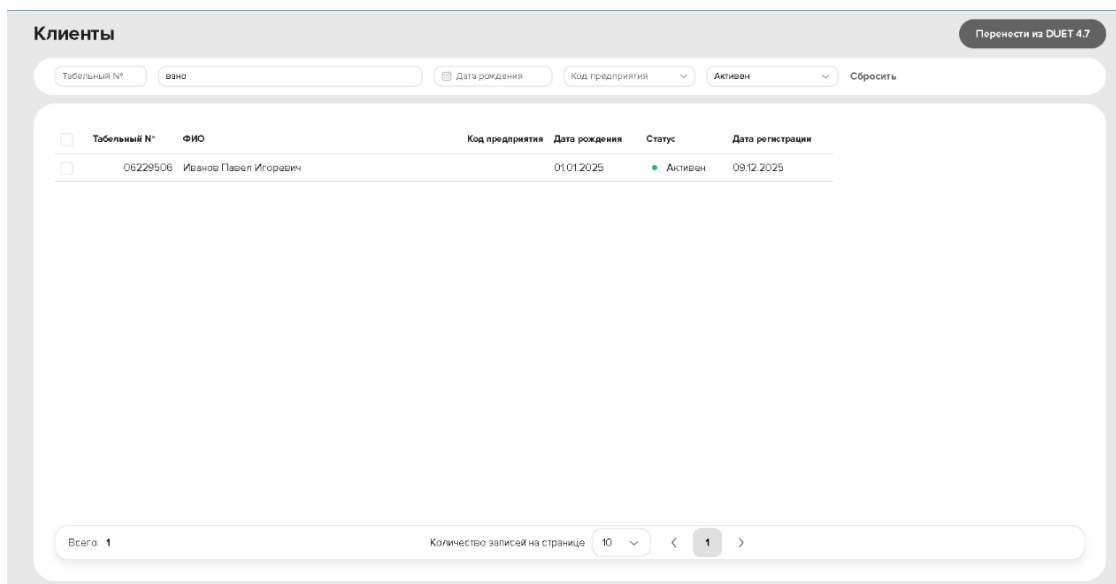 Клиенты
Перенести из DUET 4.7
Табельный №
вано
Дата рождения
Код предприятия
Активен
Сбросить
Табельный № ФИО Код предприятия Дата рождения Статус Дата регистрации
06229506 Иванов Павел Игоревич 01.01.2025 Активен 09.12.2025
Всего: 1
Количество записей на странице 10
1